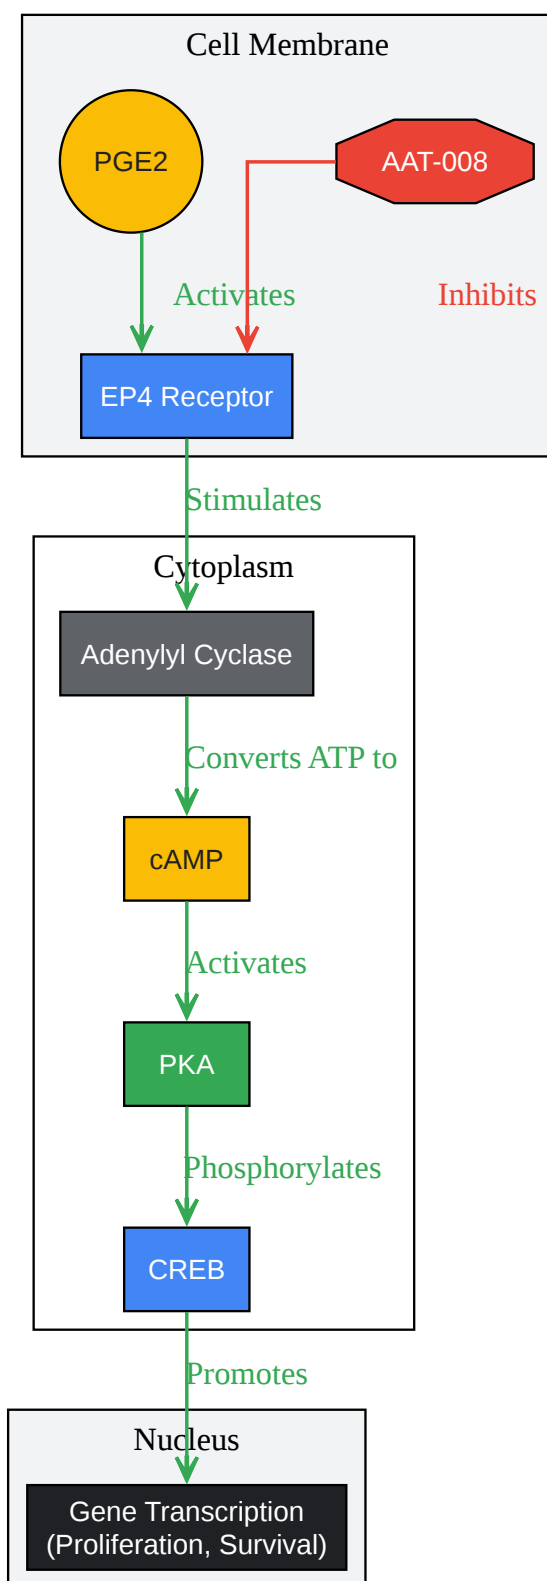 Cell Membrane
PGE2
AAT-008
Activates
Inhibits
EP4 Receptor
Stimulates
Cytoplasm
Adenylyl Cyclase
Converts ATP to
cAMP
Activates
PKA
Phosphorylates
CREB
Promotes
Nucleus
Gene Transcription
(Proliferation, Survival)